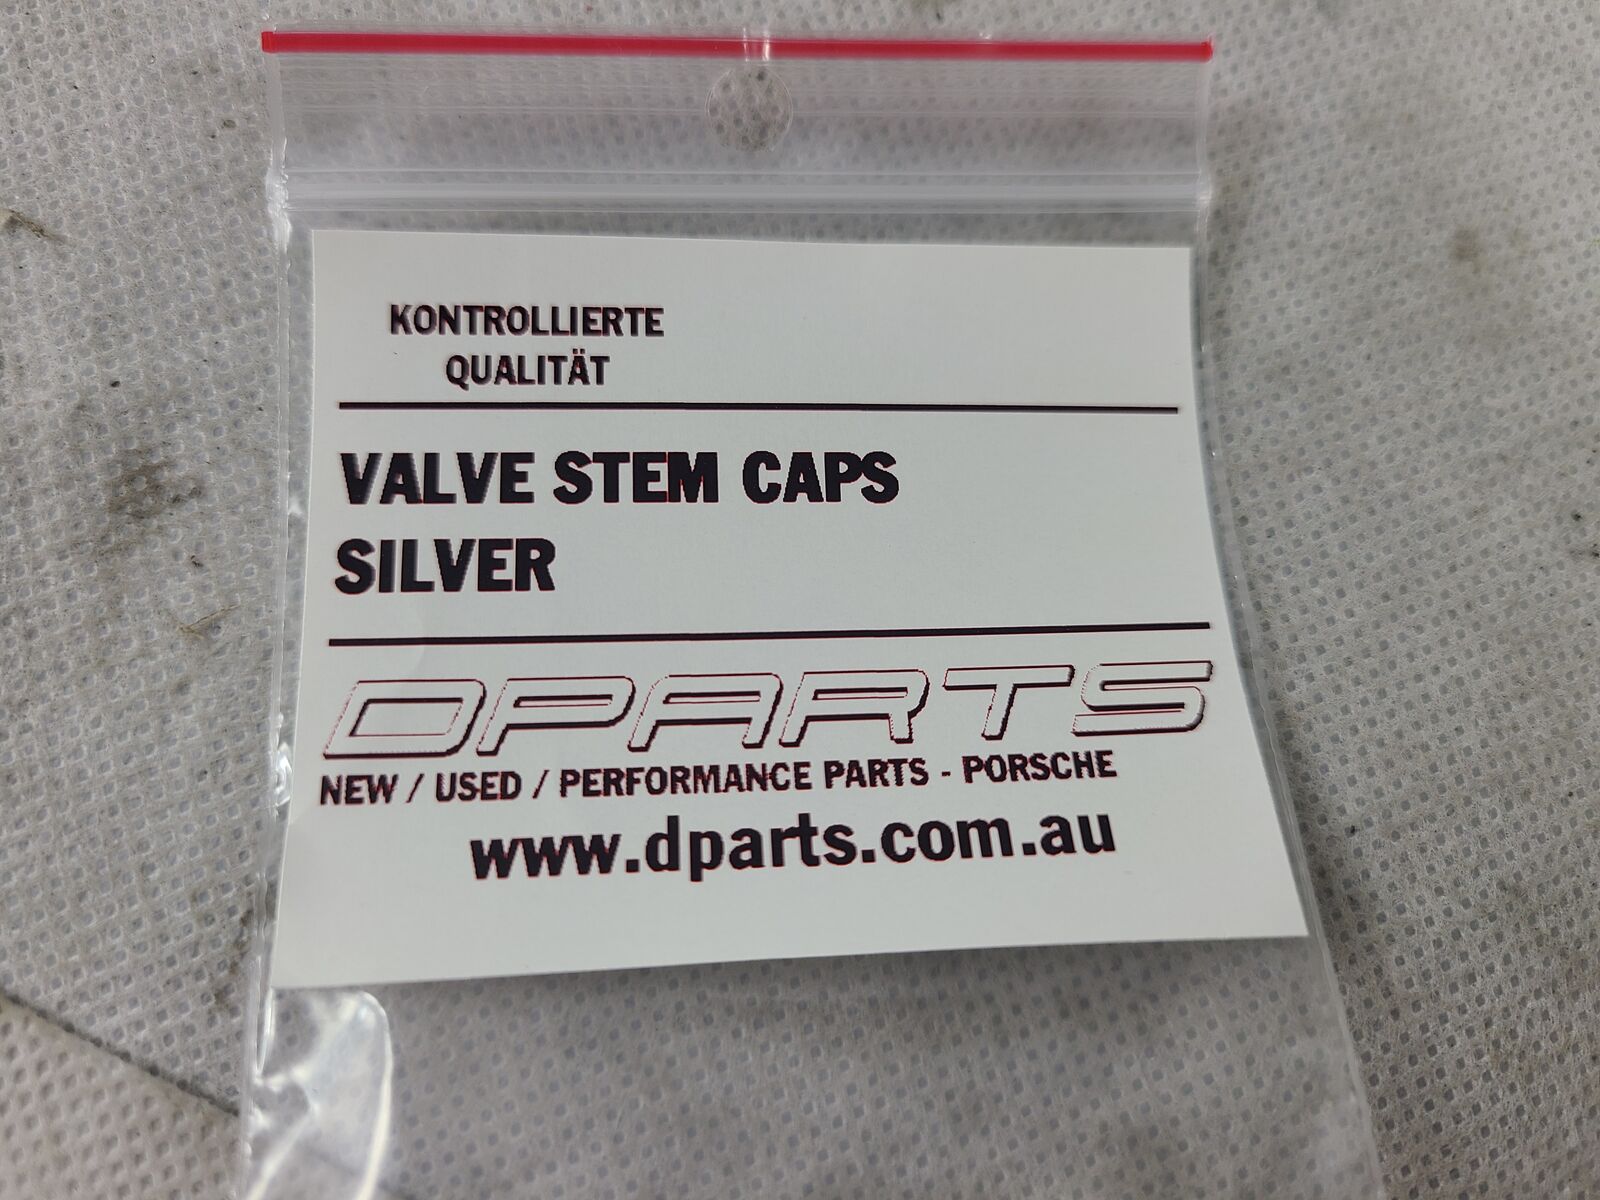 KONTROLLIERTE
QUALITÄT
VALVE STEM CAPS
SILVER
DPARTS
NEW / USED / PERFORMANCE PARTS - PORSCHE
www.dparts.com.au